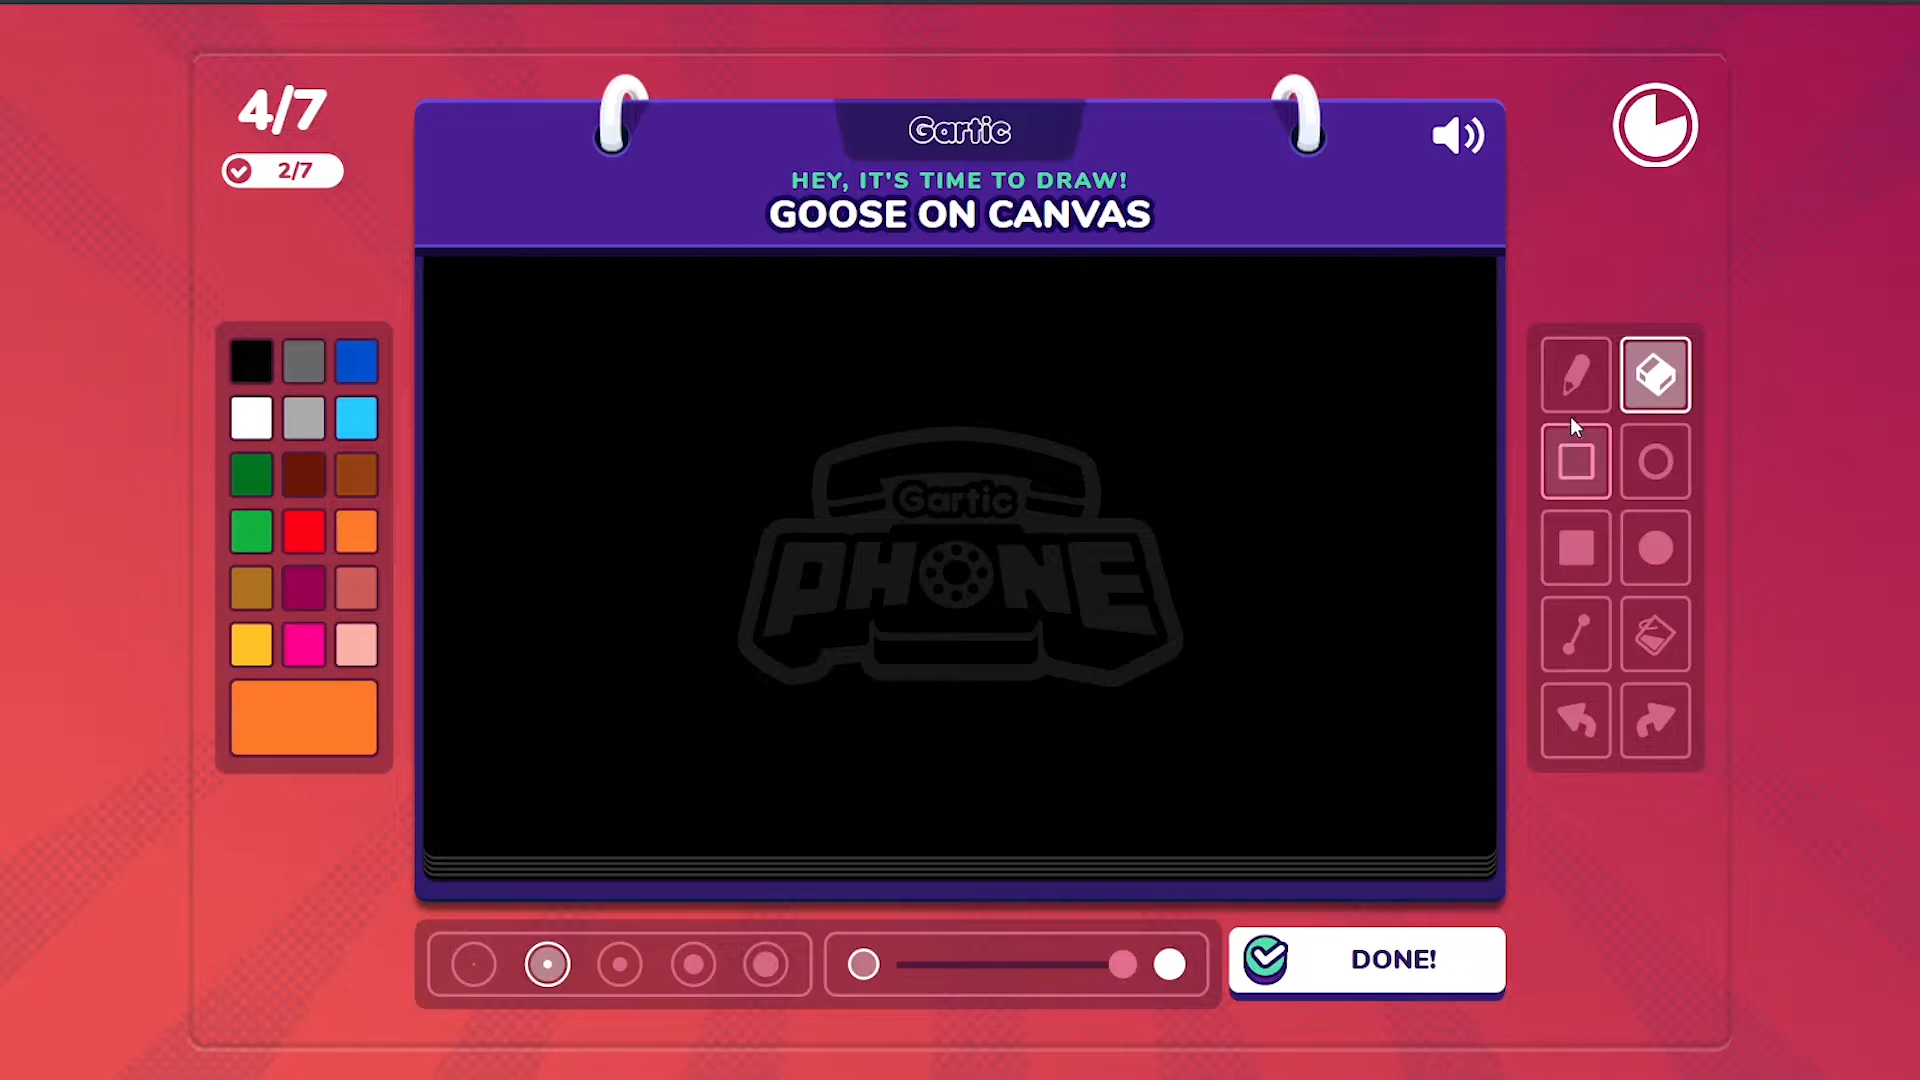 4/7
2/7
Gartic
HEY, IT'S TIME TO DRAW!
GOOSE ON CANVAS
Gartic
PHONE
DONE!